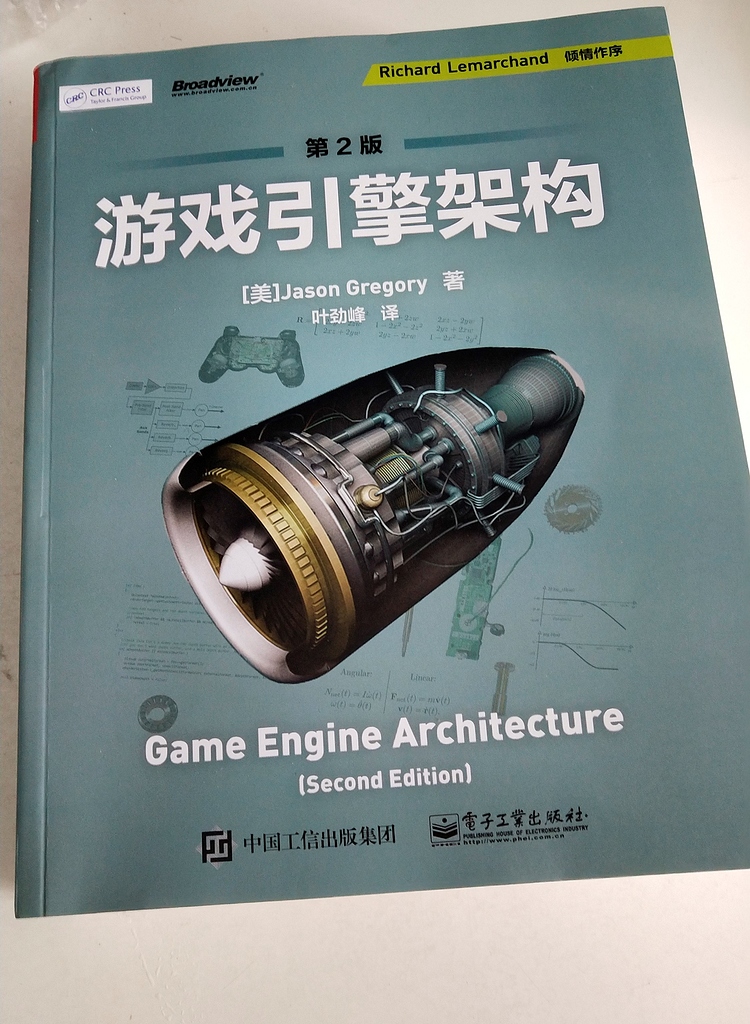 CRC
CRC Press
Taylor & Francis Group
Broadview®
www.broadview.com.cn
Richard Lemarchand 倾情作序
第2版
游戏引擎架构
[美]Jason Gregory 著
叶劲峰 译
Angular:
Linear:
Game Engine Architecture
(Second Edition)
中国工信出版集团
電子工業出版社·
PUBLISHING HOUSE OF ELECTRONICS INDUSTRY
http://www.phei.com.cn